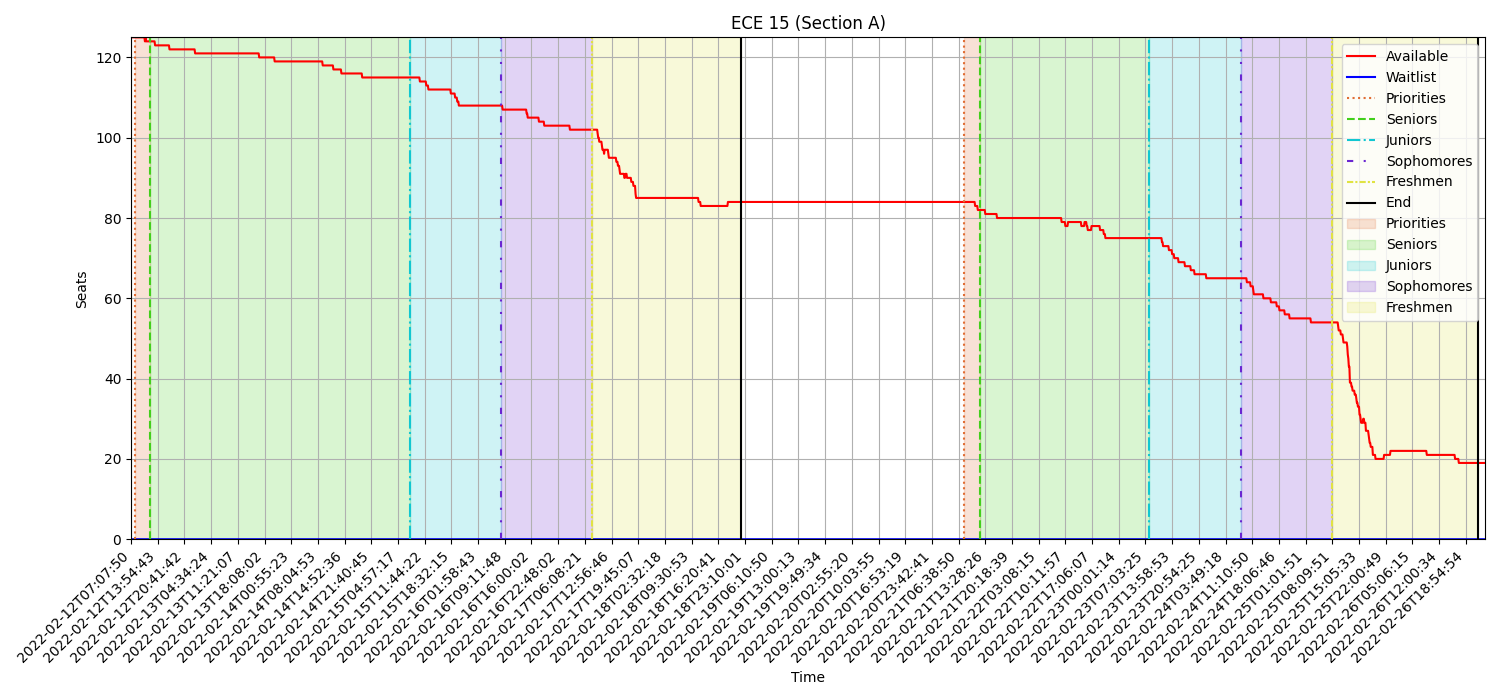 ECE 15 (Section A)
Seats
120
100
80
60
40
20
0
Available
Waitlist
Priorities
Seniors
Juniors
Sophomores
Freshmen
End
Priorities
Seniors
Juniors
Sophomores
Freshmen
2022-02-12T07:07:50
2022-02-12T13:54:43
2022-02-12T20:41:42
2022-02-13T04:34:24
2022-02-13T11:21:07
2022-02-13T18:08:02
2022-02-14T00:55:23
2022-02-14T08:04:53
2022-02-14T14:52:36
2022-02-14T21:40:45
2022-02-15T04:57:17
2022-02-15T11:44:22
2022-02-15T18:32:15
2022-02-16T01:58:43
2022-02-16T09:11:48
2022-02-16T16:00:02
2022-02-16T22:48:02
2022-02-17T06:08:21
2022-02-17T12:56:46
2022-02-17T19:45:07
2022-02-18T02:32:18
2022-02-18T09:30:53
2022-02-18T16:20:41
2022-02-18T23:10:01
2022-02-19T06:10:50
2022-02-19T13:00:13
2022-02-19T19:49:34
2022-02-20T02:55:20
2022-02-20T10:03:55
2022-02-20T16:53:19
2022-02-20T23:42:41
2022-02-21T06:38:50
2022-02-21T13:28:26
2022-02-21T20:18:39
2022-02-22T03:08:15
2022-02-22T10:11:57
2022-02-22T17:06:07
2022-02-23T00:01:14
2022-02-23T07:03:25
2022-02-23T13:58:53
2022-02-23T20:54:25
2022-02-24T03:49:18
2022-02-24T11:10:50
2022-02-24T18:06:46
2022-02-25T01:01:51
2022-02-25T08:09:51
2022-02-25T15:05:33
2022-02-25T22:00:49
2022-02-26T05:06:15
2022-02-26T12:00:34
2022-02-26T18:54:54
Time